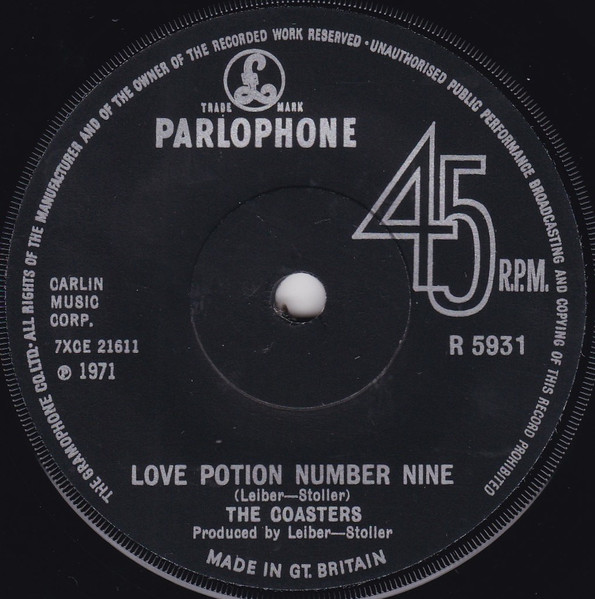 THE GRAMOPHONE CO. LTD. · ALL RIGHTS OF THE MANUFACTURER AND OF THE OWNER OF THE RECORDED WORK RESERVED · UNAUTHORISED PUBLIC PERFORMANCE BROADCASTING AND COPYING OF THIS RECORD PROHIBITED
£
TRADE MARK
PARLOPHONE
45 R.P.M.
CARLIN
MUSIC
CORP.
7XCE 21611
℗ 1971
R 5931
LOVE POTION NUMBER NINE
(Leiber—Stoller)
THE COASTERS
Produced by Leiber—Stoller
MADE IN GT. BRITAIN